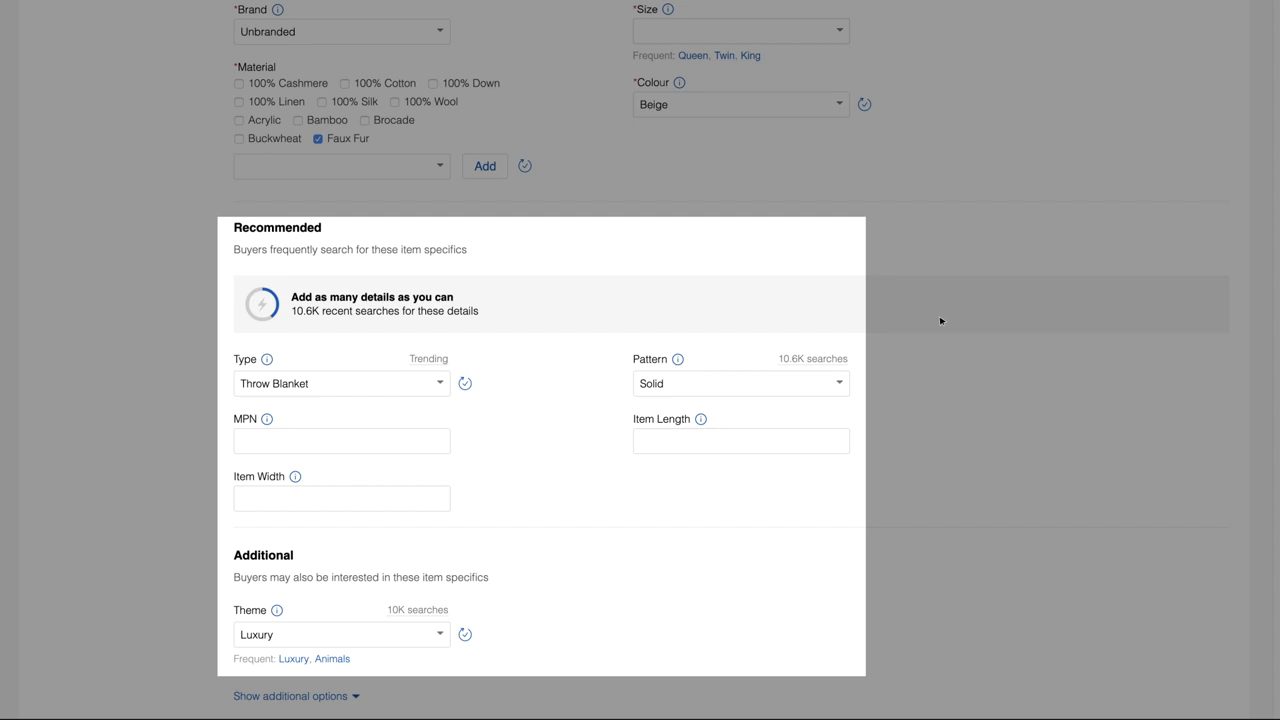 *Brand
Unbranded
*Size
Frequent: Queen, Twin, King
*Material
100% Cashmere 100% Cotton 100% Down
100% Linen 100% Silk 100% Wool
Acrylic Bamboo Brocade
Buckwheat Faux Fur
Add
*Colour
Beige
Recommended
Buyers frequently search for these item specifics
Add as many details as you can
10.6K recent searches for these details
Type Trending
Throw Blanket
Pattern 10.6K searches
Solid
MPN
Item Length
Item Width
Additional
Buyers may also be interested in these item specifics
Theme 10K searches
Luxury
Frequent: Luxury, Animals
Show additional options